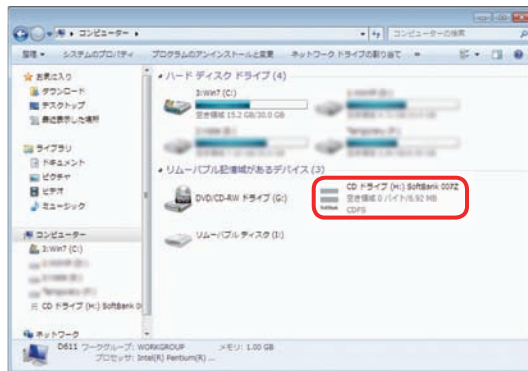 コンピューター
コンピューターの検索
整理
システムのプロパティ
プログラムのアンインストールと変更
ネットワーク ドライブの割り当て
お気に入り
ダウンロード
デスクトップ
最近表示した場所
ライブラリ
ドキュメント
ピクチャ
ビデオ
ミュージック
コンピューター
3:Win7 (C:)
CD ドライブ (H:) SoftBank 0
ネットワーク
ハード ディスク ドライブ (4)
3:Win7 (C:)
空き領域 15.2 GB/30.0 GB
リムーバブル記憶域があるデバイス (3)
DVD/CD-RW ドライブ (G:)
CD ドライブ (H:) SoftBank 007Z
空き領域 0 バイト/6.92 MB
CDFS
リムーバブル ディスク (I:)
D611 ワークグループ: WORKGROUP メモリ: 1.00 GB
プロセッサ: Intel(R) Pentium(R) ...